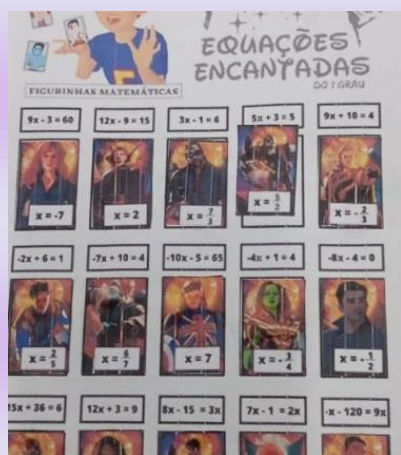 EQUAÇÕES
ENCANTADAS
DO 1 GRAU
FIGURINHAS MATEMÁTICAS
9x - 3 = 60
12x - 9 = 15
3x - 1 = 6
5x + 3 = 5
9x + 10 = 4
x = -7
x = 2
x = 7/3
x = 5/2
x = - 2/3
-2x + 6 = 1
-7x + 10 = 4
-10x - 5 = 65
-4x + 1 = 4
-8x - 4 = 0
x = 2/5
x = 6/7
x = 7
x = - 3/4
x = - 1/2
15x + 36 = 6
12x + 3 = 9
8x - 15 = 3x
7x - 1 = 2x
-x - 120 = 9x